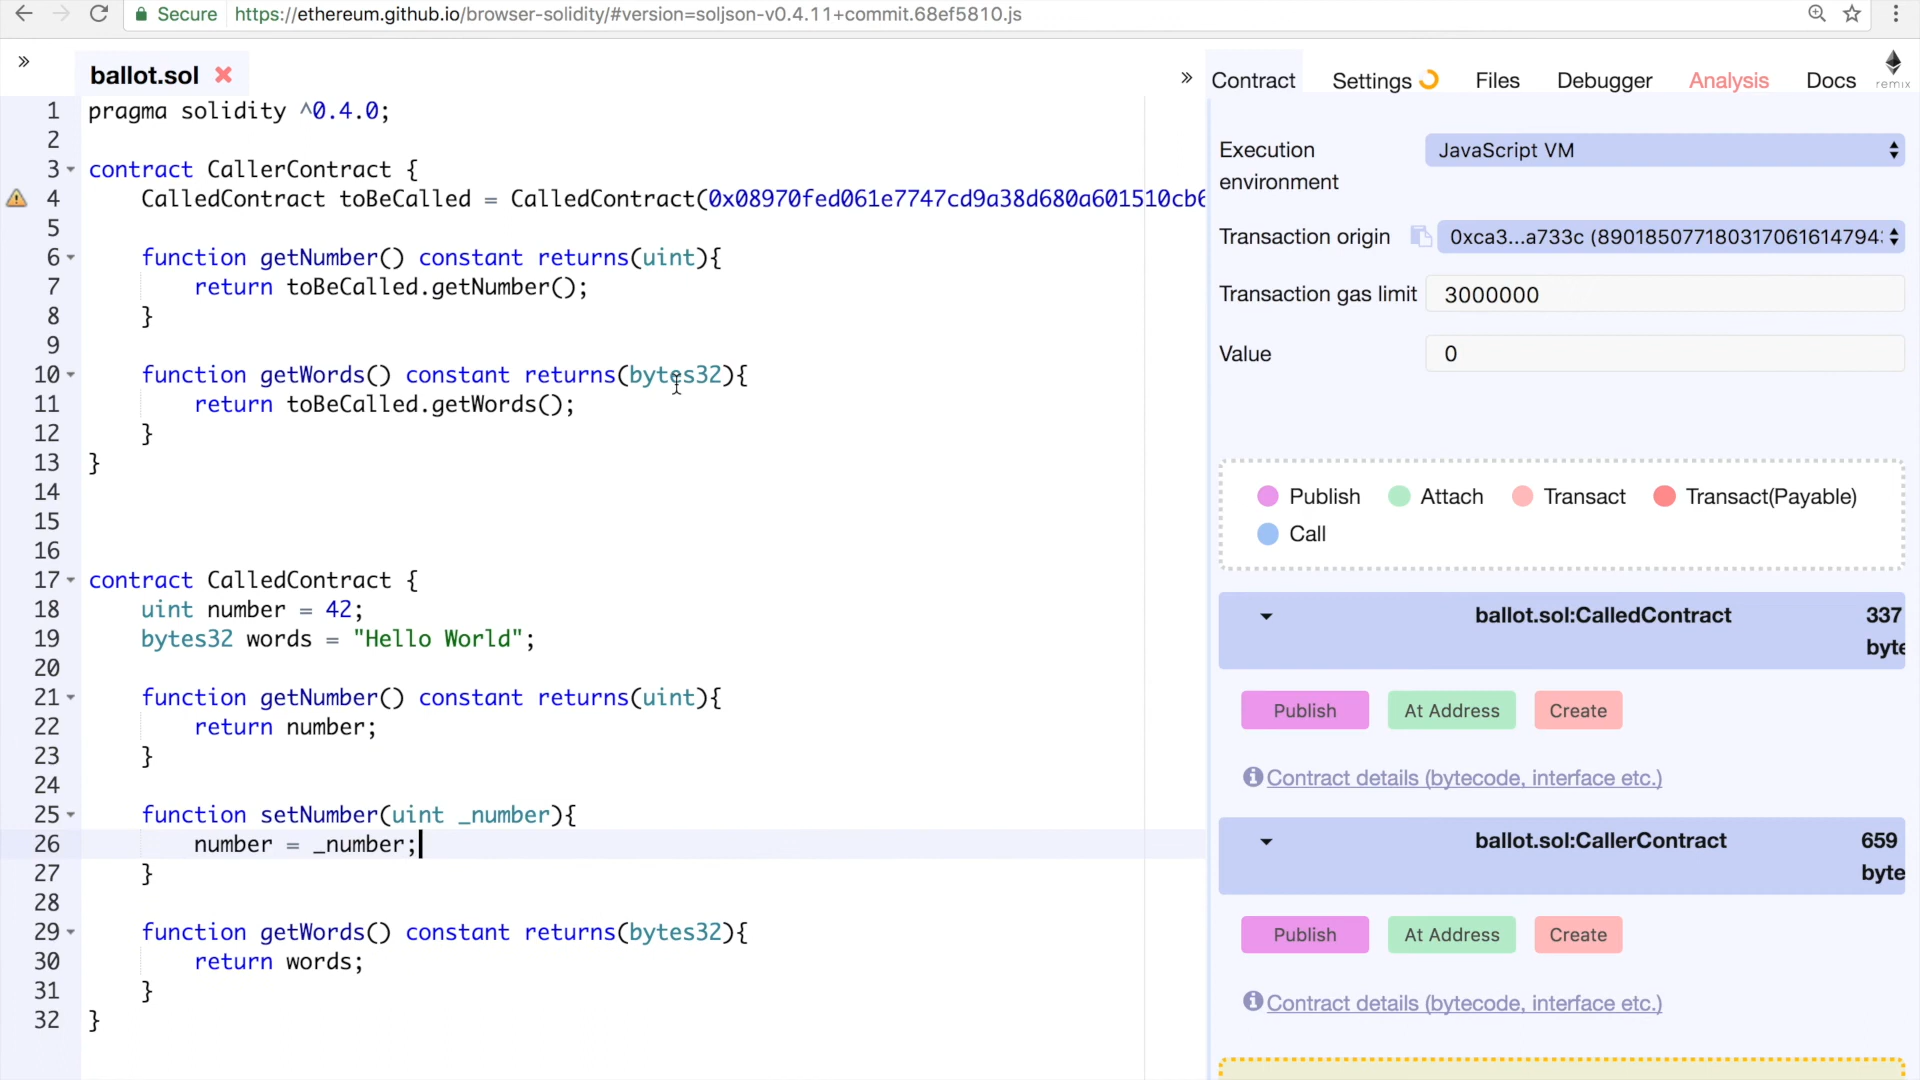 Secure https://ethereum.github.io/browser-solidity/#version=soljson-v0.4.11+commit.68ef5810.js
»
ballot.sol
1 pragma solidity ^0.4.0;
2
3 contract CallerContract {
4 CalledContract toBeCalled = CalledContract(0x08970fed061e7747cd9a38d680a601510cb6
5
6 function getNumber() constant returns(uint){
7 return toBeCalled.getNumber();
8 }
9
10 function getWords() constant returns(bytes32){
11 return toBeCalled.getWords();
12 }
13 }
14
15
16
17 contract CalledContract {
18 uint number = 42;
19 bytes32 words = "Hello World";
20
21 function getNumber() constant returns(uint){
22 return number;
23 }
24
25 function setNumber(uint _number){
26 number = _number;
27 }
28
29 function getWords() constant returns(bytes32){
30 return words;
31 }
32 }
» Contract Settings Files Debugger Analysis Docs remix
Execution environment JavaScript VM
Transaction origin 0xca3...a733c (890185077180317061614794
Transaction gas limit 3000000
Value 0
Publish Attach Transact Transact(Payable)
Call
ballot.sol:CalledContract 337
byte
Publish At Address Create
Contract details (bytecode, interface etc.)
ballot.sol:CallerContract 659
byte
Publish At Address Create
Contract details (bytecode, interface etc.)